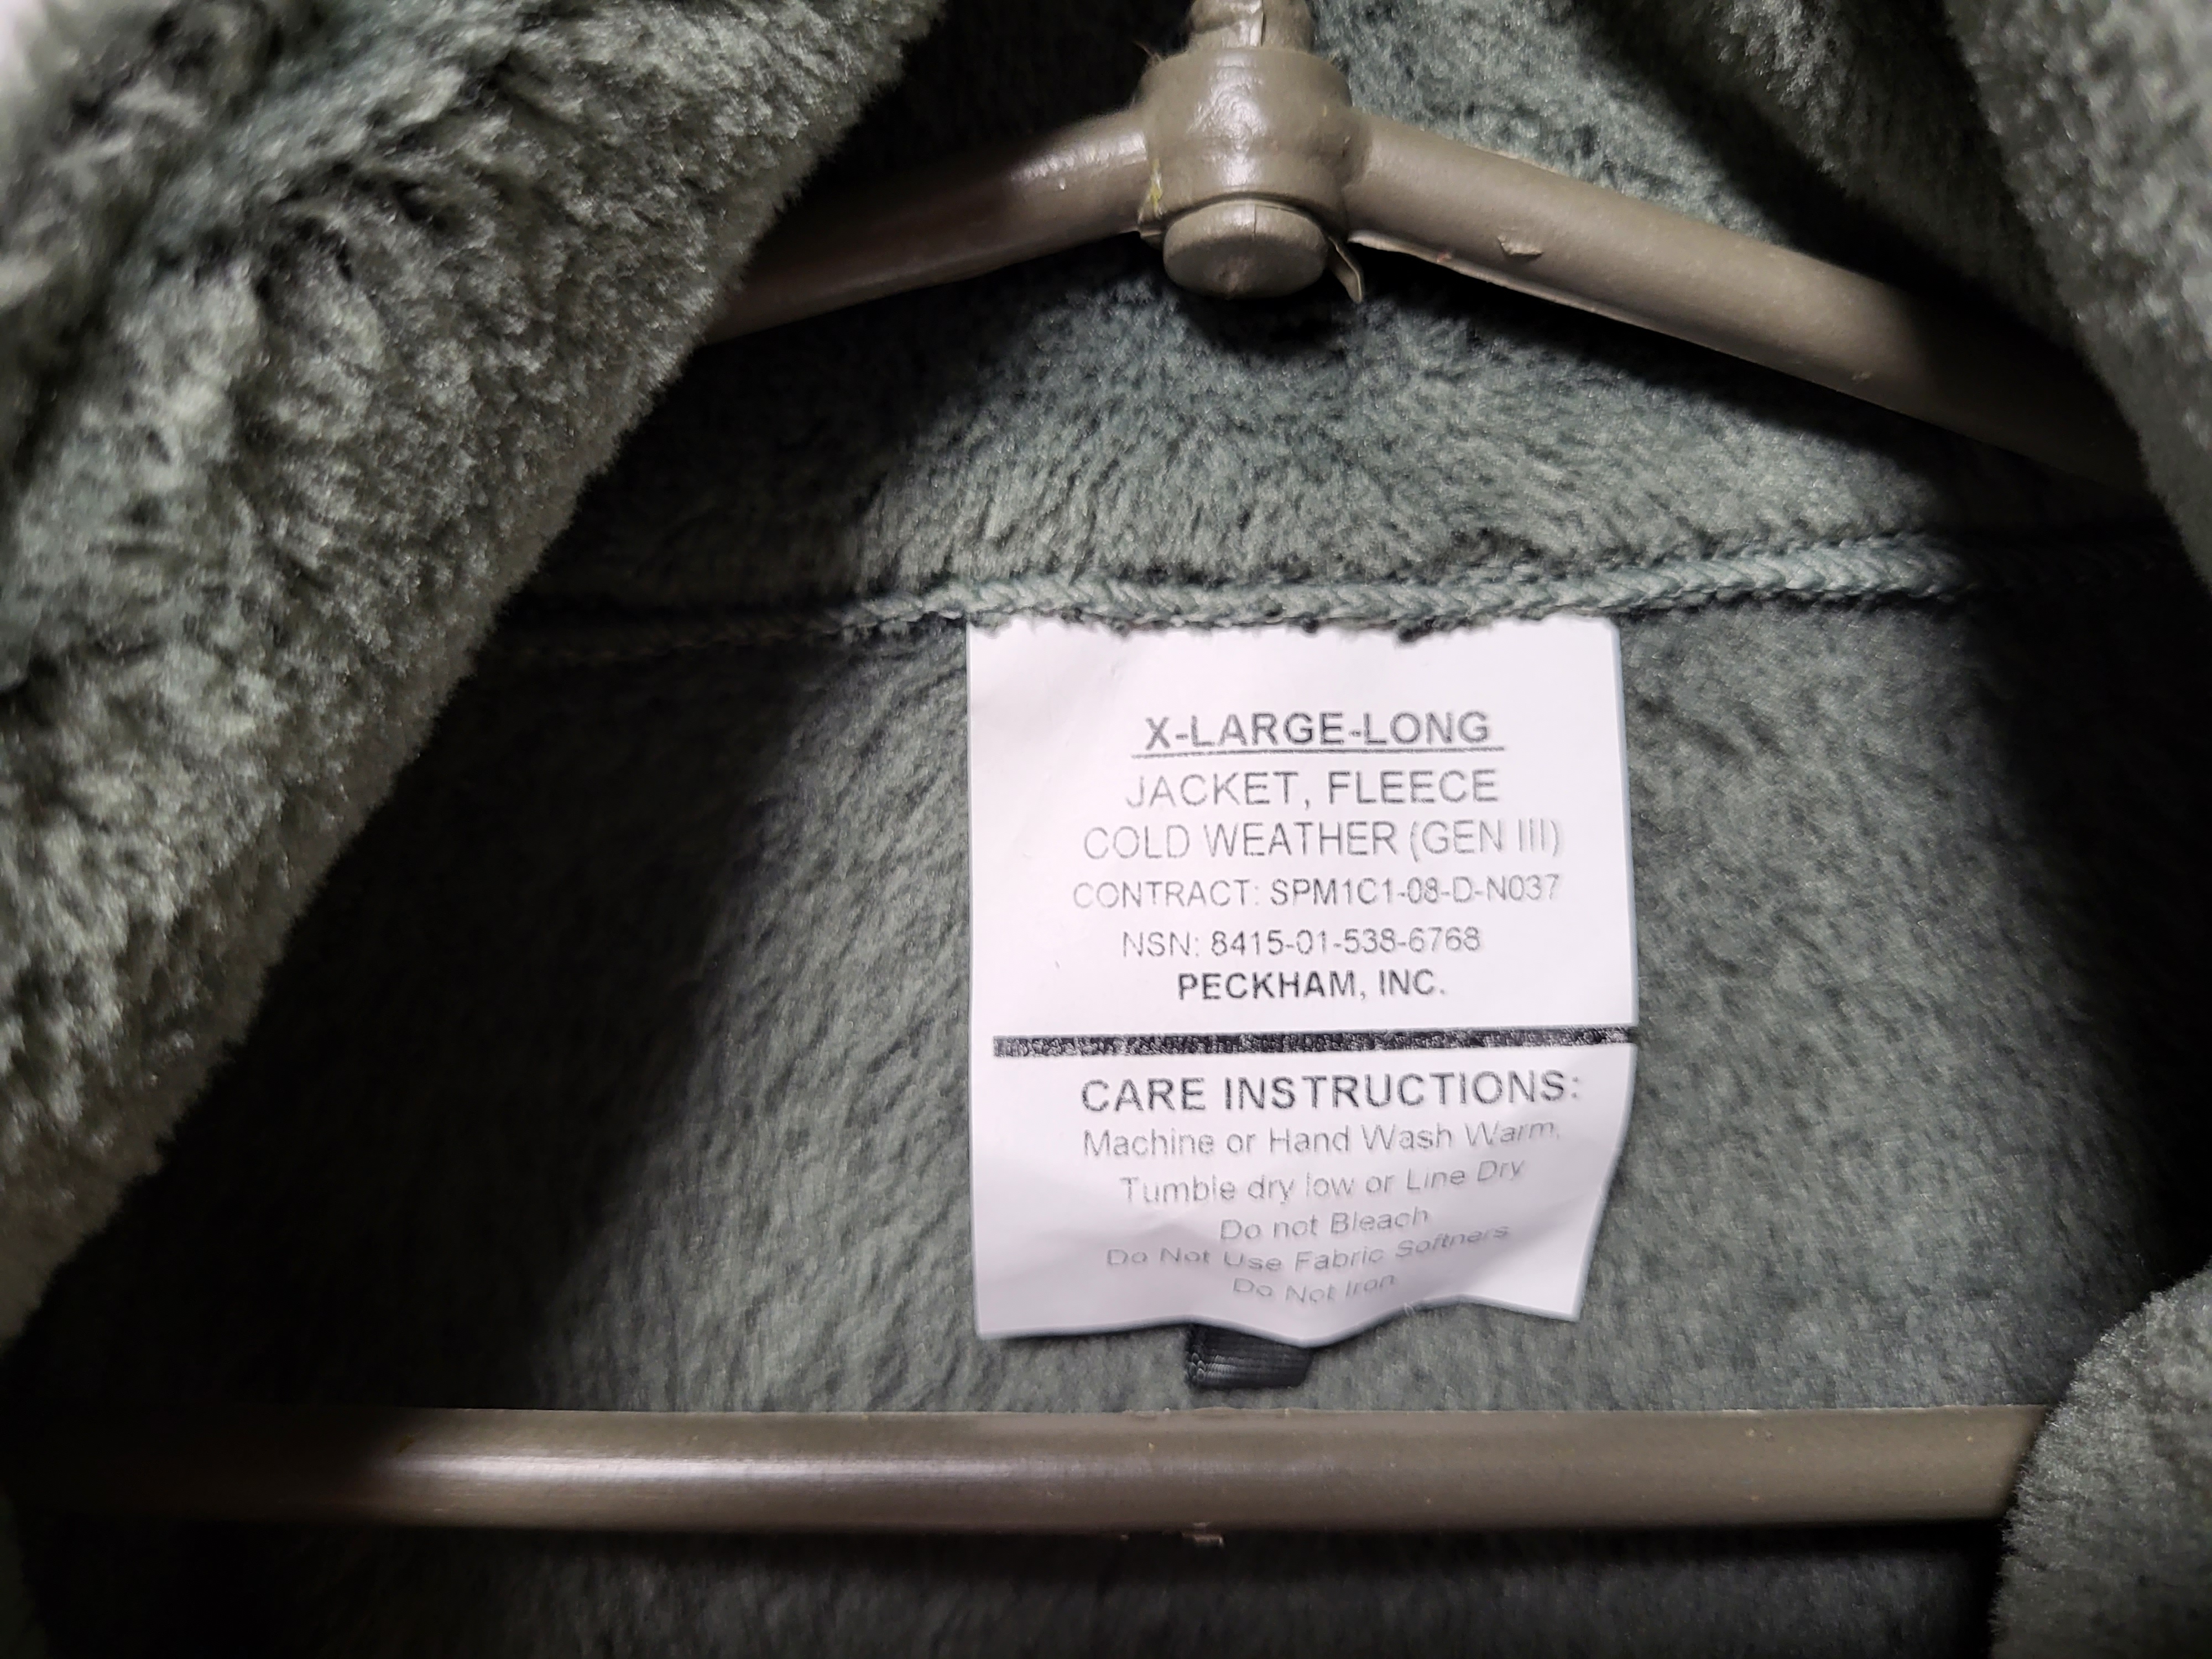 X-LARGE-LONG
JACKET, FLEECE
COLD WEATHER (GEN III)
CONTRACT: SPM1C1-08-D-N037
NSN: 8415-01-538-6768
PECKHAM, INC.
CARE INSTRUCTIONS:
Machine or Hand Wash Warm,
Tumble dry low or Line Dry
Do not Bleach
Do Not Use Fabric Softners
Do Not Iron